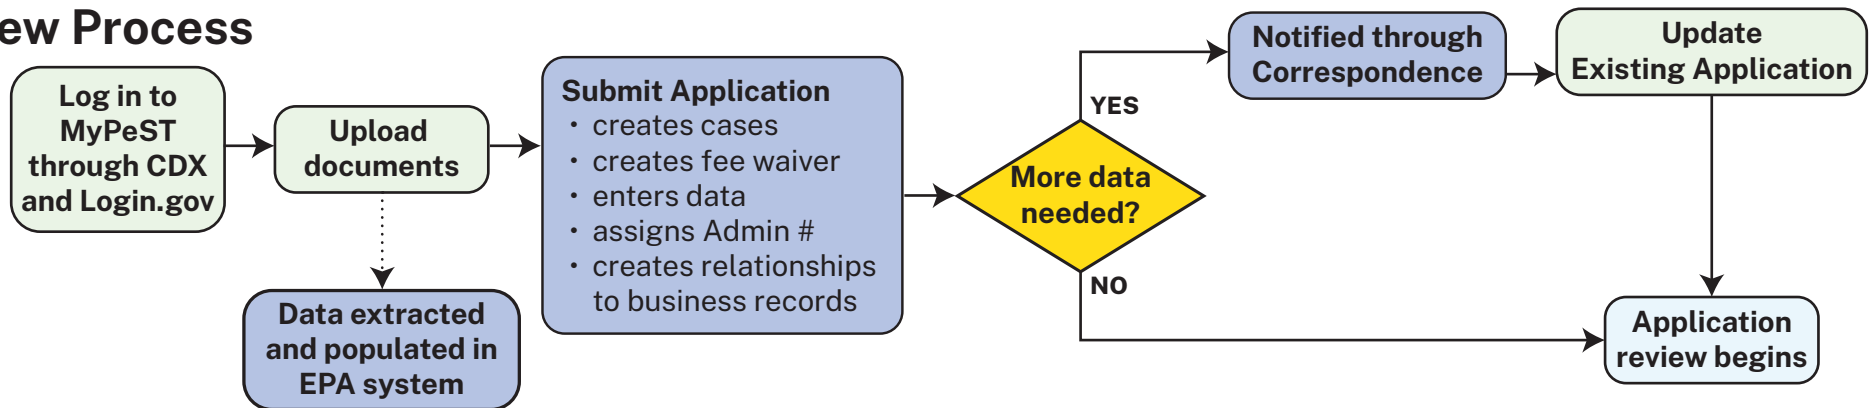 ew Process
Log in to
MyPeST
through CDX
and Login.gov
Upload
documents
Data extracted
and populated in
EPA system
Submit Application
· creates cases
· creates fee waiver
· enters data
· assigns Admin #
· creates relationships
to business records
More data
needed?
YES
NO
Notified through
Correspondence
Update
Existing Application
Application
review begins